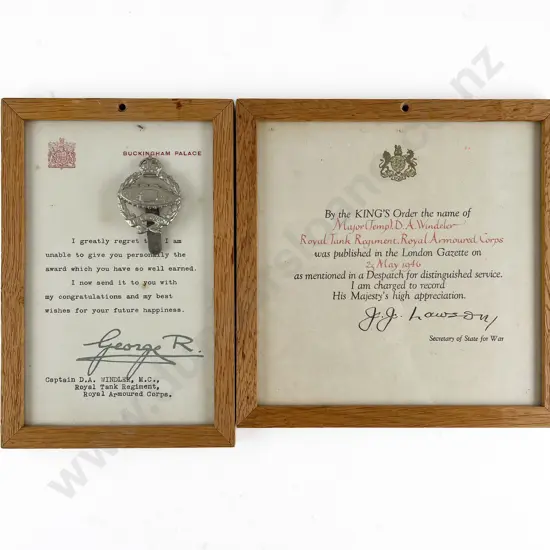 BUCKINGHAM PALACE
I greatly regret that I am
unable to give you personally the
award which you have so well earned.
I now send it to you with
my congratulations and my best
wishes for your future happiness.
George R.
Captain D.A. WINDLER, M.C.,
Royal Tank Regiment,
Royal Armoured Corps.
By the KING'S Order the name of
Major (Temp) D.A. Windeler
Royal Tank Regiment, Royal Armoured Corps
was published in the London Gazette on
May 1946
as mentioned in a Despatch for distinguished service.
I am charged to record
His Majesty's high appreciation.
J.J. Lawson
Secretary of State for War